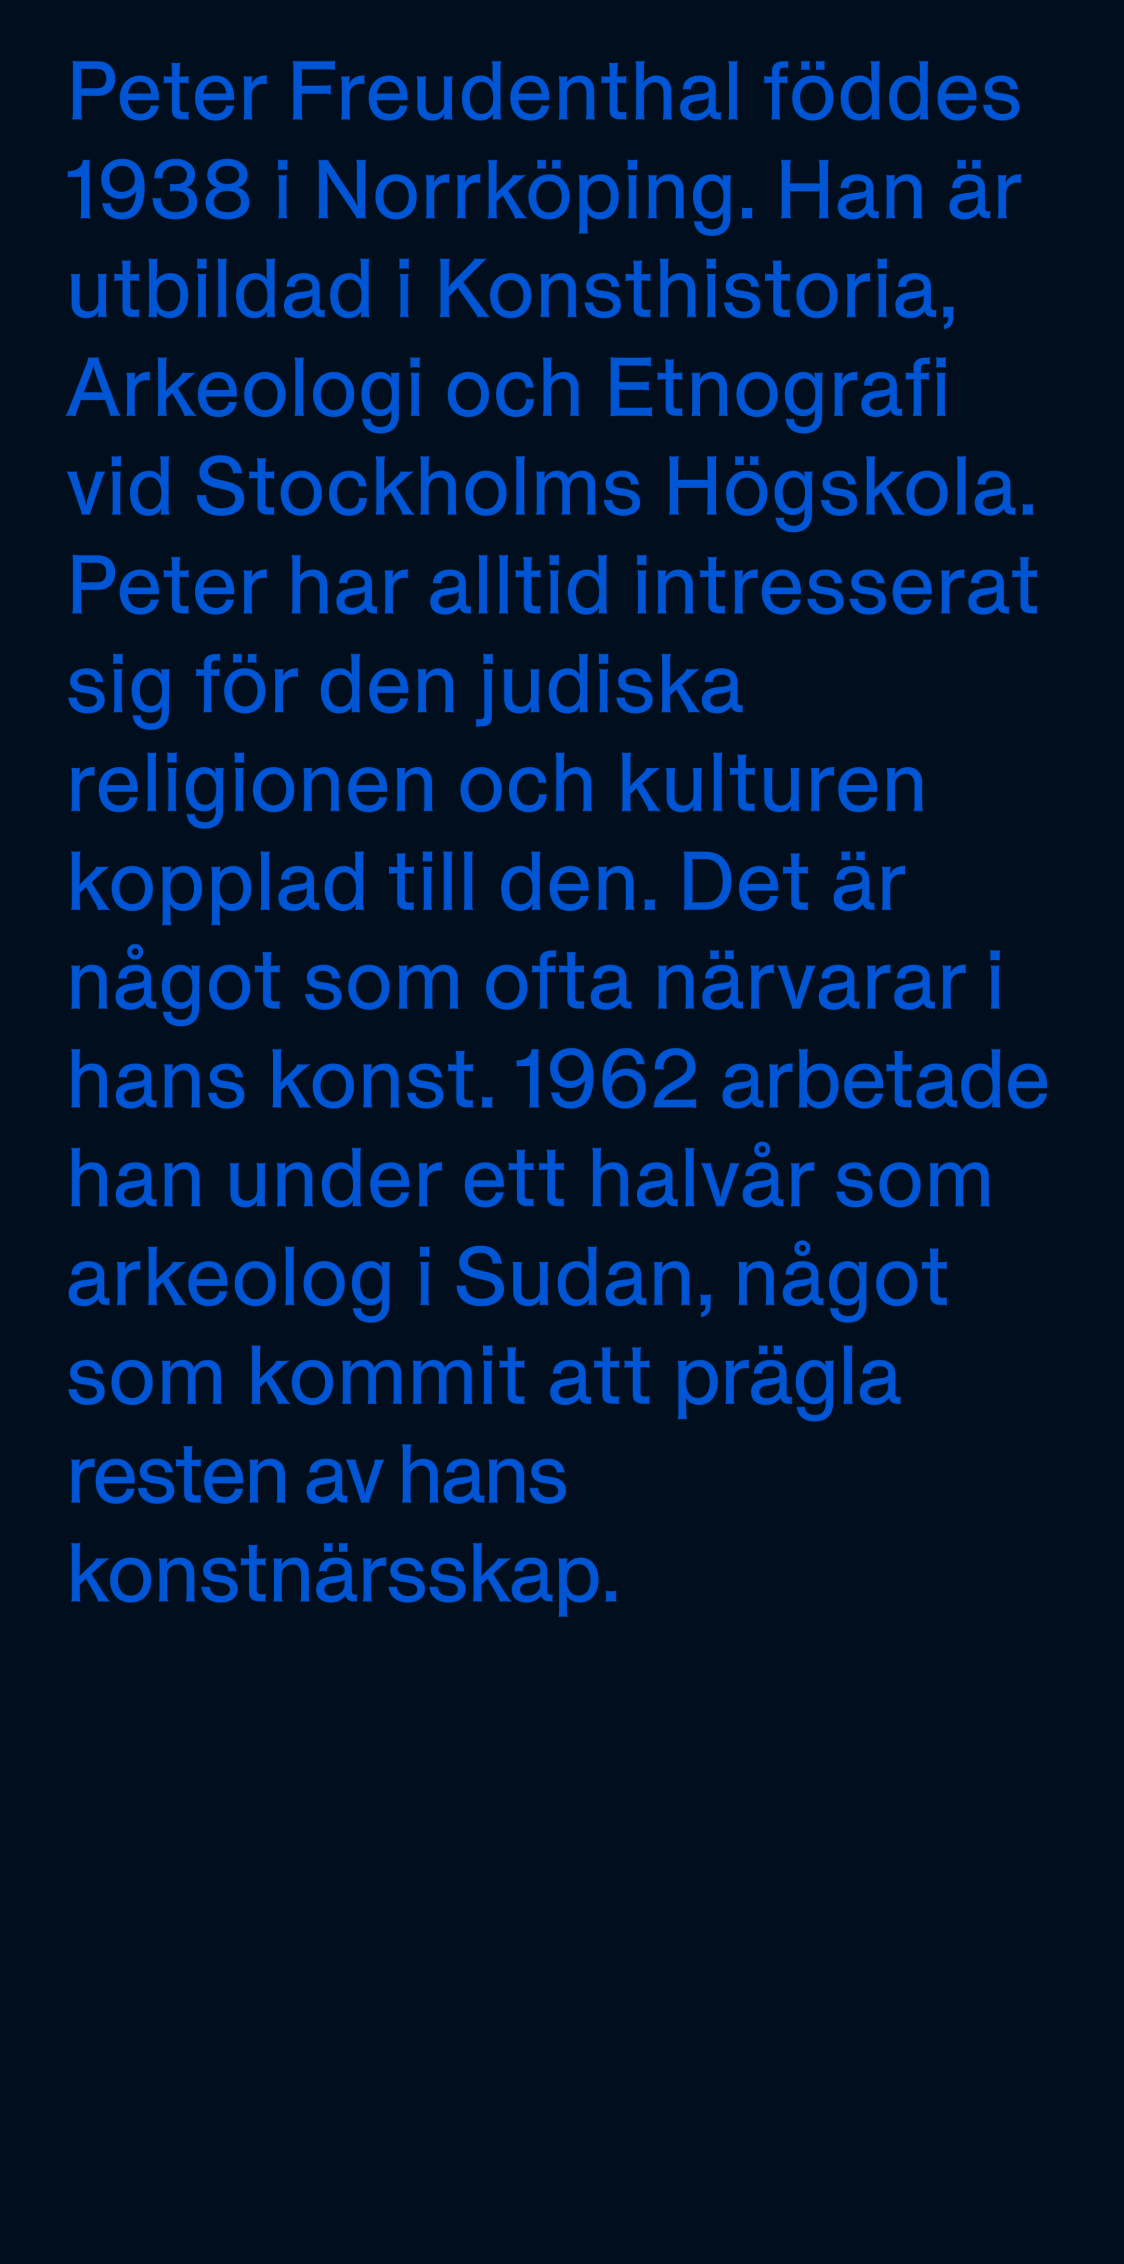 Peter Freudenthal föddes
1938 i Norrköping. Han är
utbildad i Konsthistoria,
Arkeologi och Etnografi
vid Stockholms Högskola.
Peter har alltid intresserat
sig för den judiska
religionen och kulturen
kopplad till den. Det är
något som ofta närvarar i
hans konst. 1962 arbetade
han under ett halvår som
arkeolog i Sudan, något
som kommit att prägla
resten av hans
konstnärsskap.